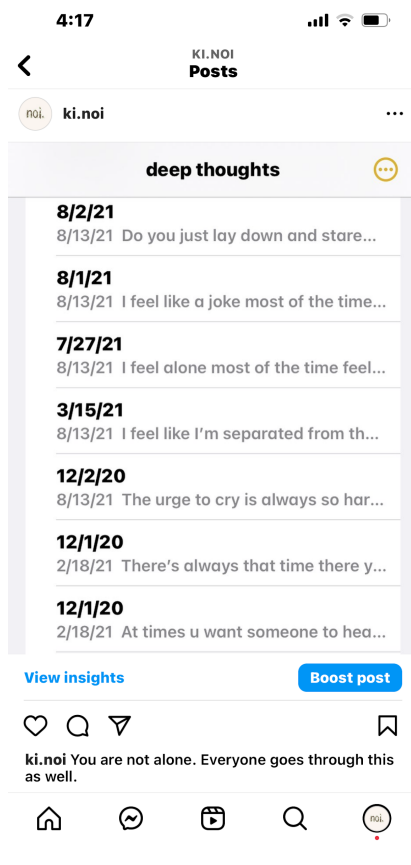 4:17
KI.NOI
Posts
noi. ki.noi
deep thoughts
8/2/21
8/13/21 Do you just lay down and stare...
8/1/21
8/13/21 I feel like a joke most of the time...
7/27/21
8/13/21 I feel alone most of the time feel...
3/15/21
8/13/21 I feel like I'm separated from th...
12/2/20
8/13/21 The urge to cry is always so har...
12/1/20
2/18/21 There's always that time there y...
12/1/20
2/18/21 At times u want someone to hea...
View insights Boost post
ki.noi You are not alone. Everyone goes through this
as well.
noi.